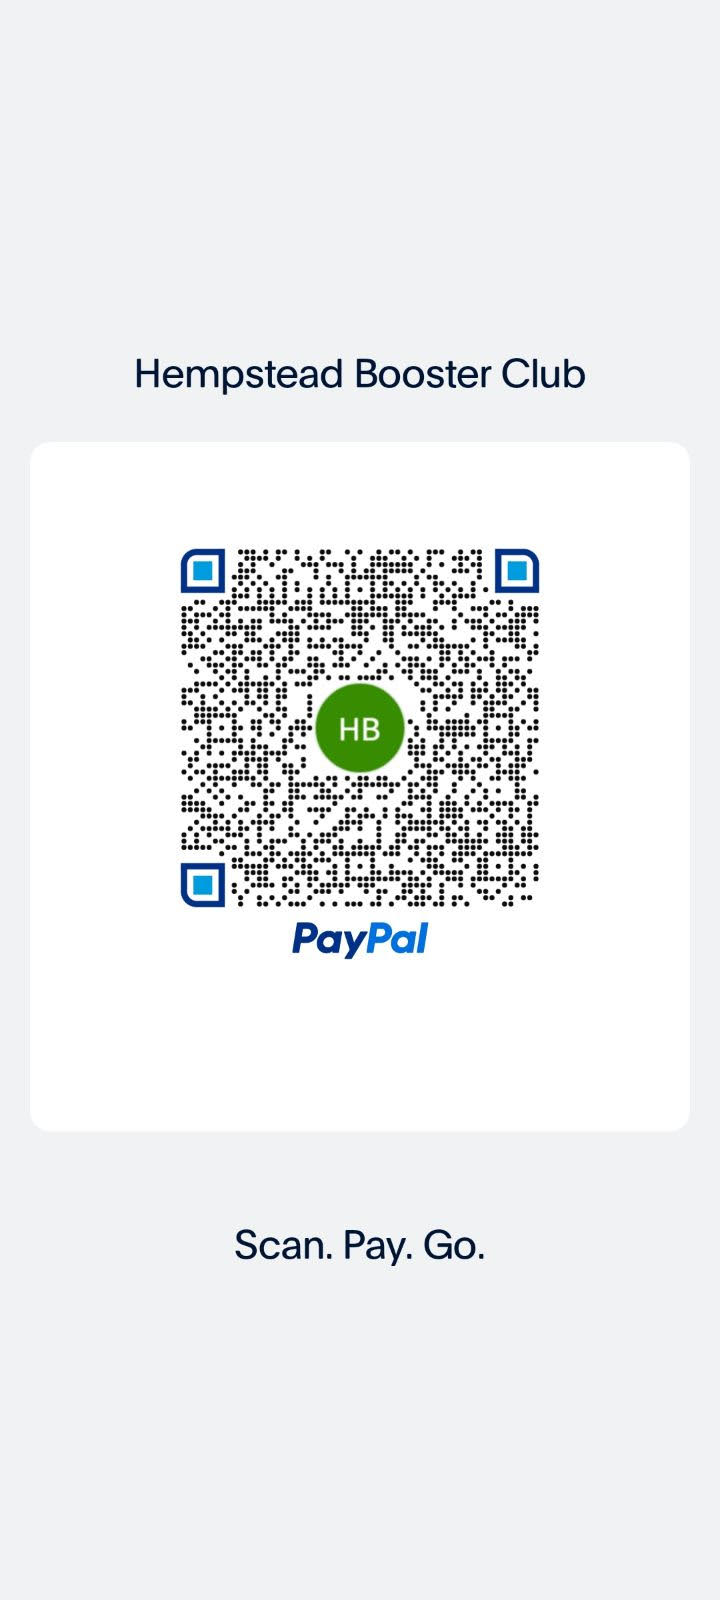 Hempstead Booster Club
HB
PayPal
Scan. Pay. Go.